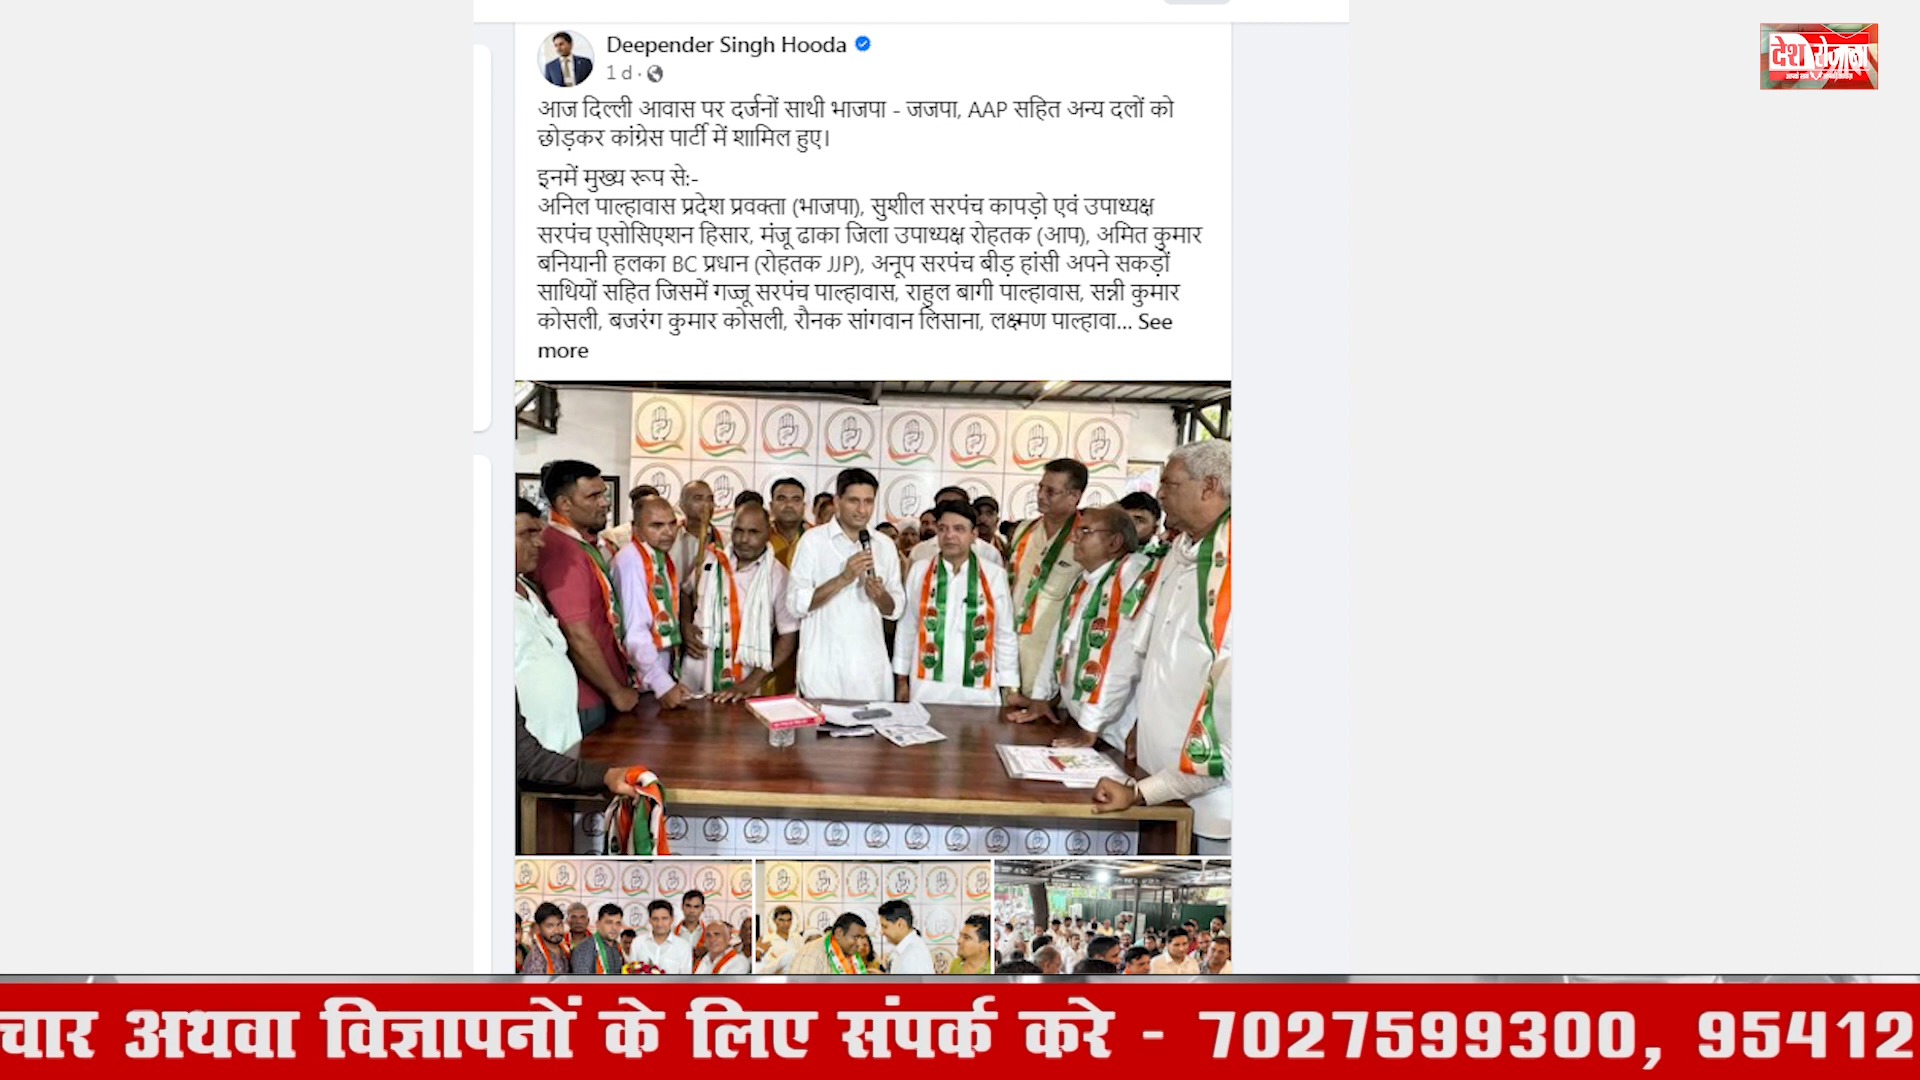 Deependar Singh Hooda
1 d ·
देश रोजाना
आज दिल्ली आवास पर दर्जनों साथी भाजपा - जजपा, AAP सहित अन्य दलों को
छोड़कर कांग्रेस पार्टी में शामिल हुए।
इनमें मुख्य रूप से:-
अनिल पाल्हावास प्रदेश प्रवक्ता (भाजपा), सुशील सरपंच कापड़ो एवं उपाध्यक्ष
सरपंच एसोसिएशन हिसार, मंजू ढाका जिला उपाध्यक्ष रोहतक (आप), अमित कुमार
बनियानी हलका BC प्रधान (रोहतक JJP), अनूप सरपंच बीड़ हांसी अपने सकड़ों
साथियों सहित जिसमें गज्जू सरपंच पाल्हावास, राहुल बागी पाल्हावास, सन्नी कुमार
कोसली, बजरंग कुमार कोसली, रौनक सांगवान लिसाना, लक्ष्मण पाल्हावा... See
more
चार अथवा विज्ञापनों के लिए संपर्क करे - 7027599300, 95412